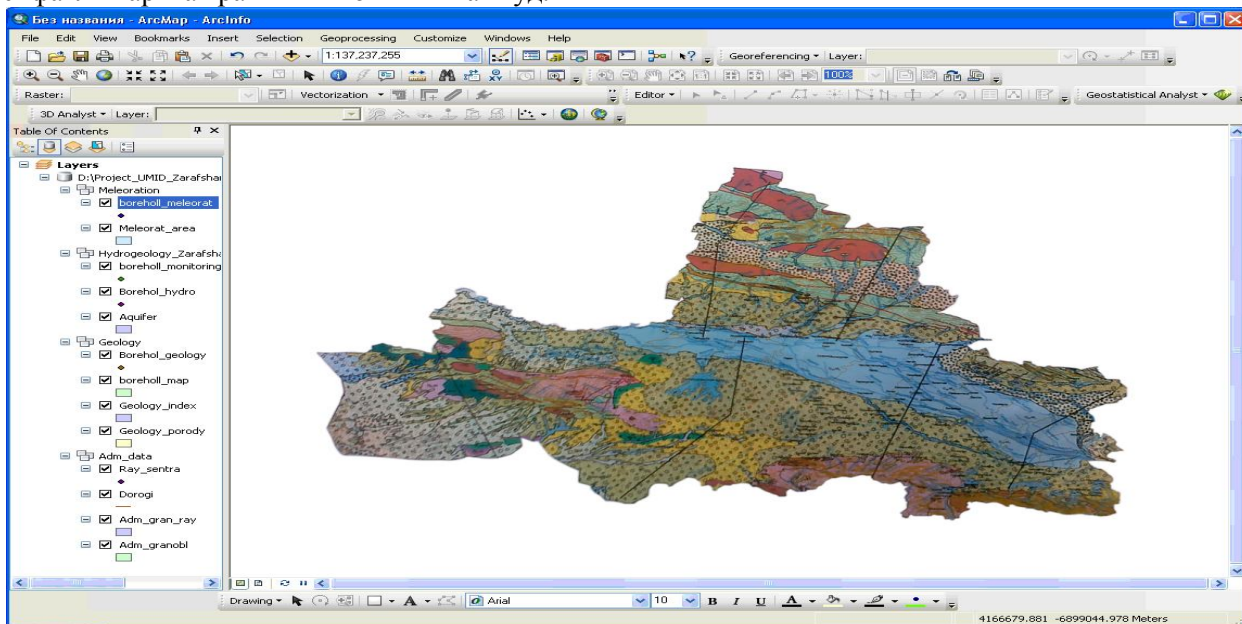 Без названия - ArcMap - ArcInfo
File Edit View Bookmarks Insert Selection Geoprocessing Customize Windows Help
1:137,237,255 Georeferencing Layer:
100%
Raster: Vectorization Editor Geostatistical Analyst
3D Analyst Layer:
Table Of Contents
Layers
D:\Project_UMID_Zarafshan
Meleoration
boreholl_meleorat
Meleorat_area
Hydrogeology_Zarafsha
boreholl_monitoring
Borehol_hydro
Aquifer
Geology
Borehol_geology
boreholl_map
Geology_index
Geology_porody
Adm_data
Ray_sentra
Dorogi
Adm_gran_ray
Adm_granobl
Drawing A Arial 10 B I U A
4166679.881 -6899044.978 Meters